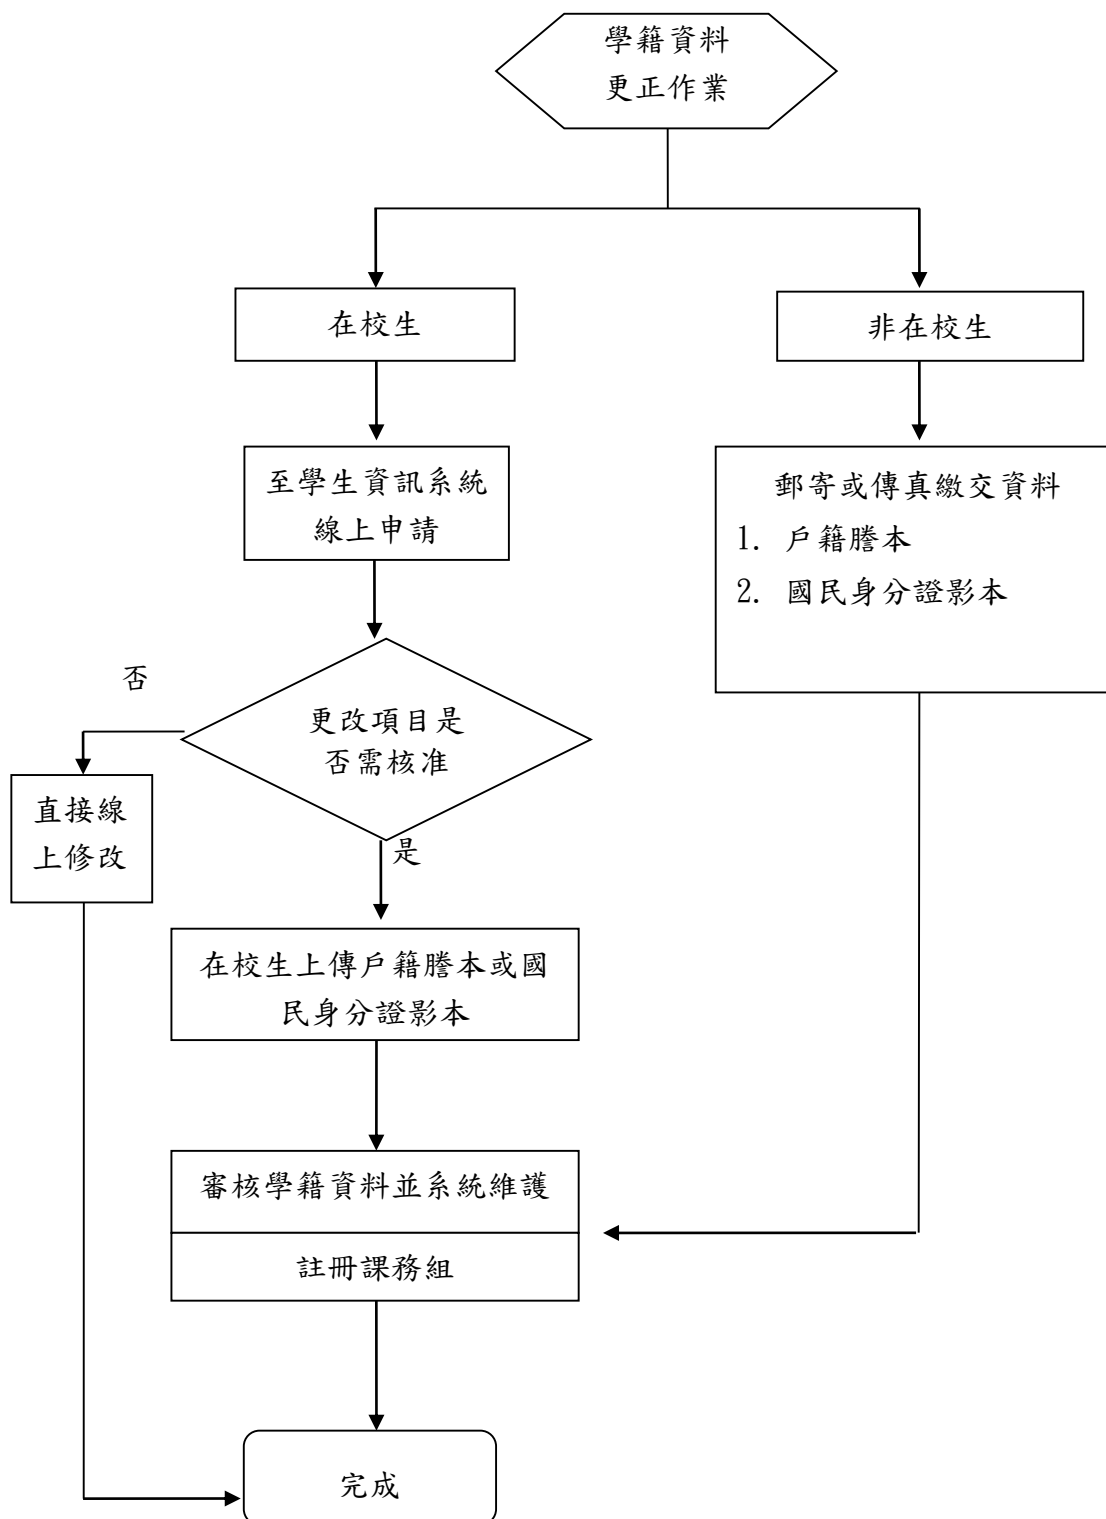 學籍資料
更正作業
在校生
非在校生
至學生資訊系統
線上申請
郵寄或傳真繳交資料
1. 戶籍謄本
2. 國民身分證影本
否
更改項目是
否需核准
直接線
上修改
是
在校生上傳戶籍謄本或國
民身分證影本
審核學籍資料並系統維護
註冊課務組
完成